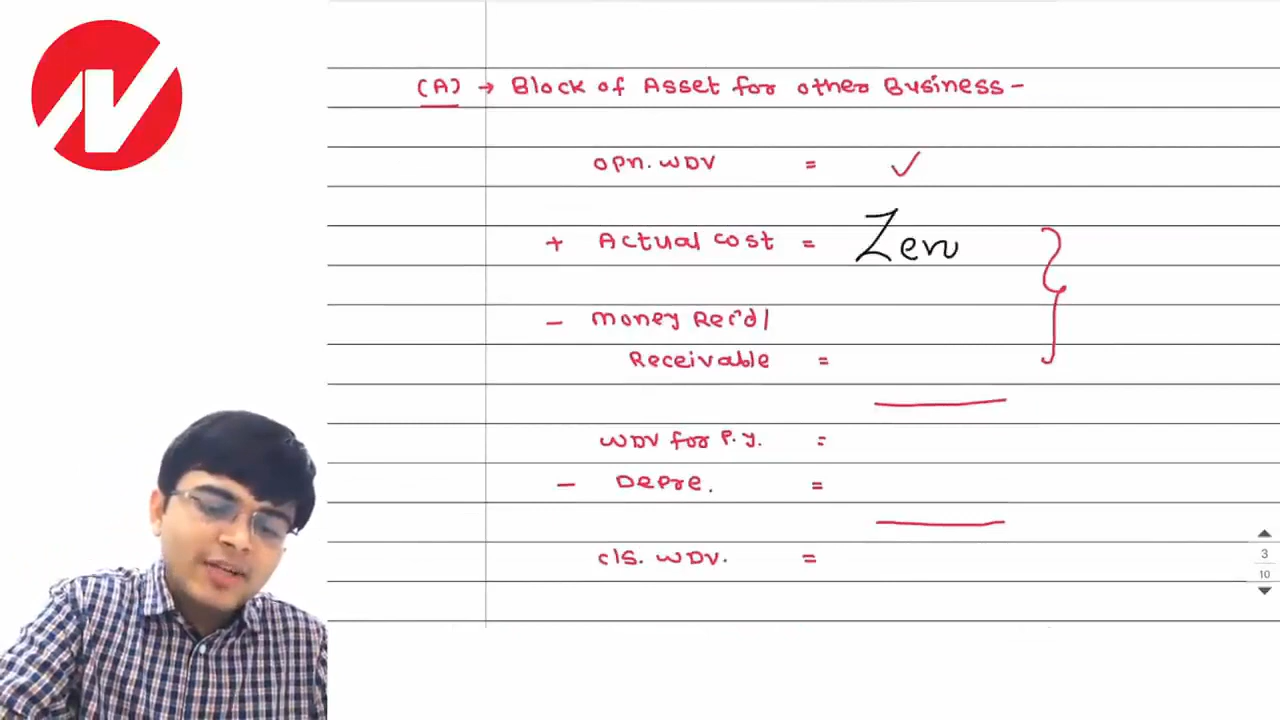 (A) → Block of Asset for other Business -
opn. WDV = ✓
+ Actual cost = Zero
- Money Rec'd/
Receivable =
WDV for P.Y. =
- Depre. =
cls. WDV. =
3
10